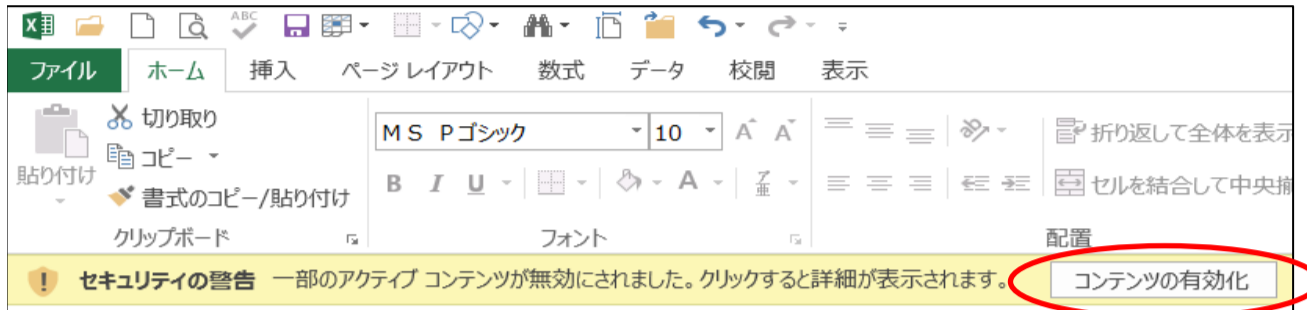 ABC
ファイル ホーム 挿入 ページ レイアウト 数式 データ 校閲 表示
切り取り
ＭＳ Ｐゴシック 10 A A
折り返して全体を表示
コピー
貼り付け
B I U A ア亜
セルを結合して中央揃
書式のコピー/貼り付け
クリップボード フォント 配置
セキュリティの警告 一部のアクティブ コンテンツが無効にされました。クリックすると詳細が表示されます。 コンテンツの有効化